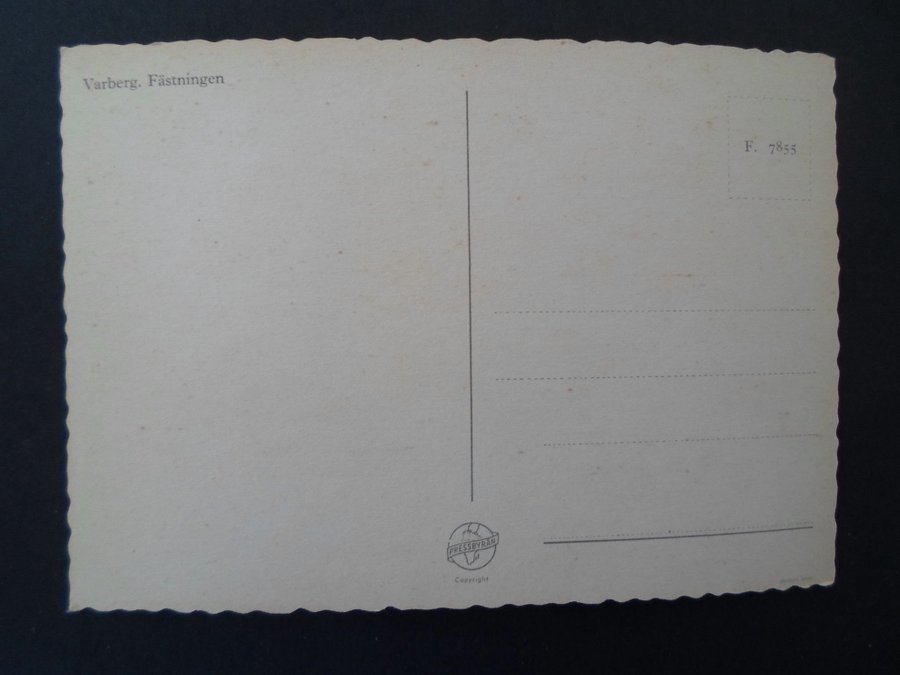 Varberg. Fästningen
F. 7855
PRESSBYRÅN
Copyright